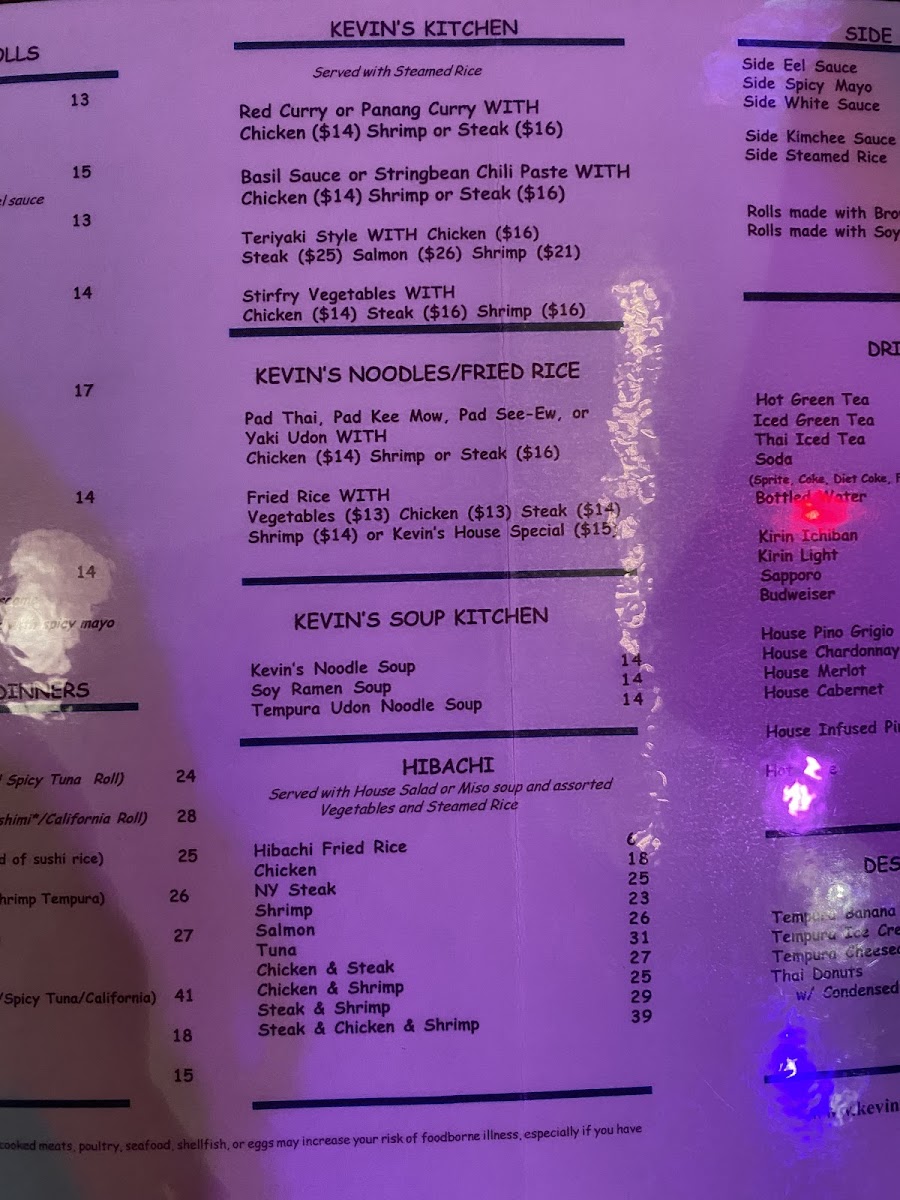 OLLS
13
15
el sauce
13
14
17
14
14
spicy mayo
DINNERS
Spicy Tuna Roll) 24
shimi*/California Roll) 28
d of sushi rice) 25
hrimp Tempura) 26
27
/Spicy Tuna/California) 41
18
15
KEVIN'S KITCHEN
Served with Steamed Rice
Red Curry or Panang Curry WITH
Chicken ($14) Shrimp or Steak ($16)
Basil Sauce or Stringbean Chili Paste WITH
Chicken ($14) Shrimp or Steak ($16)
Teriyaki Style WITH Chicken ($16)
Steak ($25) Salmon ($26) Shrimp ($21)
Stirfry Vegetables WITH
Chicken ($14) Steak ($16) Shrimp ($16)
KEVIN'S NOODLES/FRIED RICE
Pad Thai, Pad Kee Mow, Pad See-Ew, or
Yaki Udon WITH
Chicken ($14) Shrimp or Steak ($16)
Fried Rice WITH
Vegetables ($13) Chicken ($13) Steak ($14)
Shrimp ($14) or Kevin's House Special ($15)
KEVIN'S SOUP KITCHEN
Kevin's Noodle Soup 14
Soy Ramen Soup 14
Tempura Udon Noodle Soup 14
HIBACHI
Served with House Salad or Miso soup and assorted
Vegetables and Steamed Rice
Hibachi Fried Rice
Chicken 18
NY Steak 25
Shrimp 23
Salmon 26
Tuna 31
Chicken & Steak 27
Chicken & Shrimp 25
Steak & Shrimp 29
Steak & Chicken & Shrimp 39
SIDE
Side Eel Sauce
Side Spicy Mayo
Side White Sauce
Side Kimchee Sauce
Side Steamed Rice
Rolls made with Bro
Rolls made with Soy
DRI
Hot Green Tea
Iced Green Tea
Thai Iced Tea
Soda
(Sprite, Coke, Diet Coke, F
Bottled Water
Kirin Ichiban
Kirin Light
Sapporo
Budweiser
House Pino Grigio
House Chardonnay
House Merlot
House Cabernet
House Infused Pi
DES
Tempura Banana
Tempura Ice Cre
Tempura Cheesec
Thai Donuts
w/ Condensed
.kevin
cooked meats, poultry, seafood, shellfish, or eggs may increase your risk of foodborne illness, especially if you have